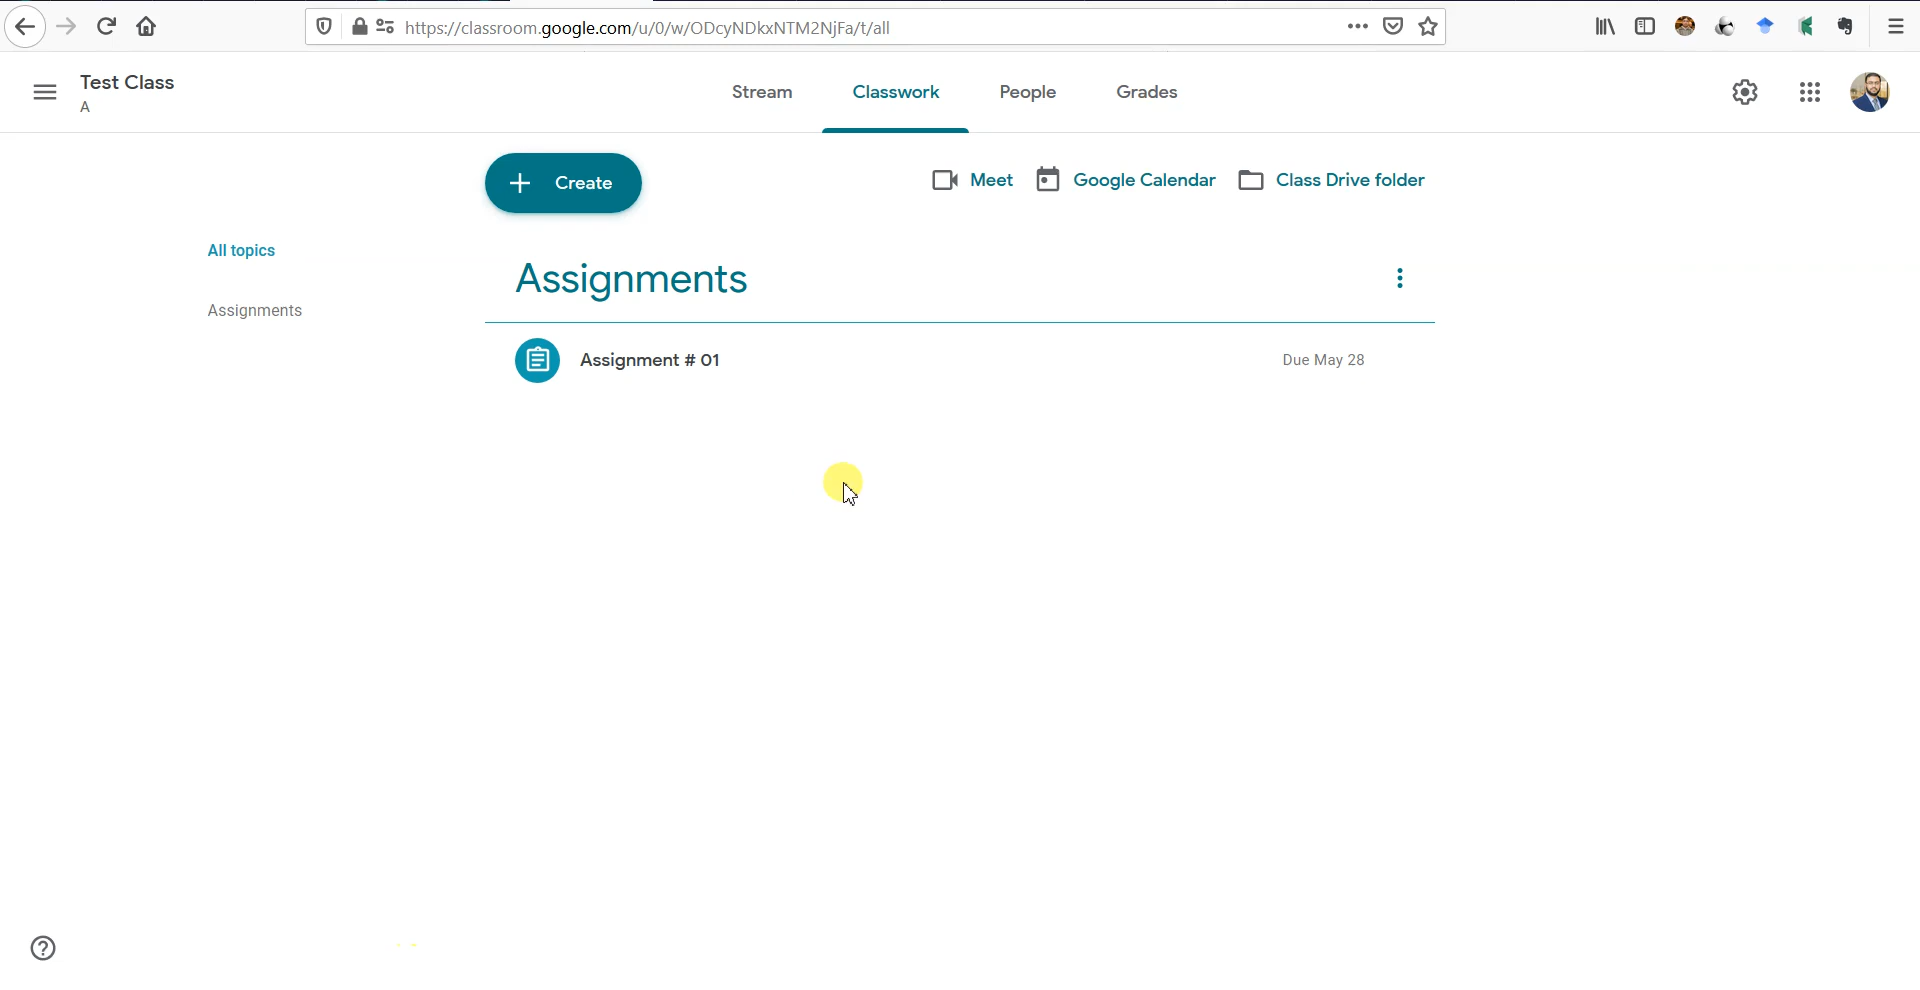 https://classroom.google.com/u/0/w/ODcyNDkxNTM2NjFa/t/all
Test Class
A
Stream
Classwork
People
Grades
Create
Meet
Google Calendar
Class Drive folder
All topics
Assignments
Assignments
Assignment # 01
Due May 28